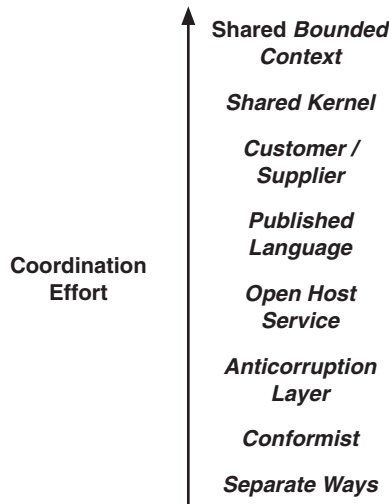 Shared Bounded
Context
Shared Kernel
Customer /
Supplier
Published
Language
Coordination
Effort
Open Host
Service
Anticorruption
Layer
Conformist
Separate Ways